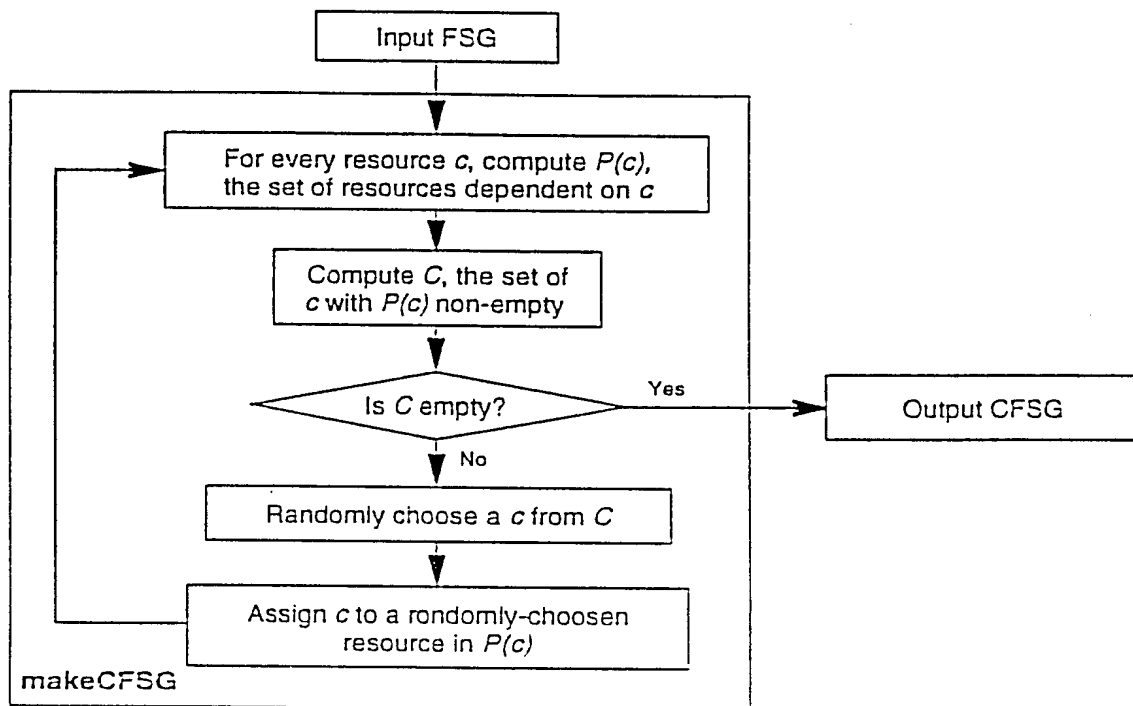 Input FSG
For every resource c, compute P(c),
the set of resources dependent on c
Compute C, the set of
c with P(c) non-empty
Is C empty?
Yes
Output CFSG
No
Randomly choose a c from C
Assign c to a rondomly-choosen
resource in P(c)
makeCFSG